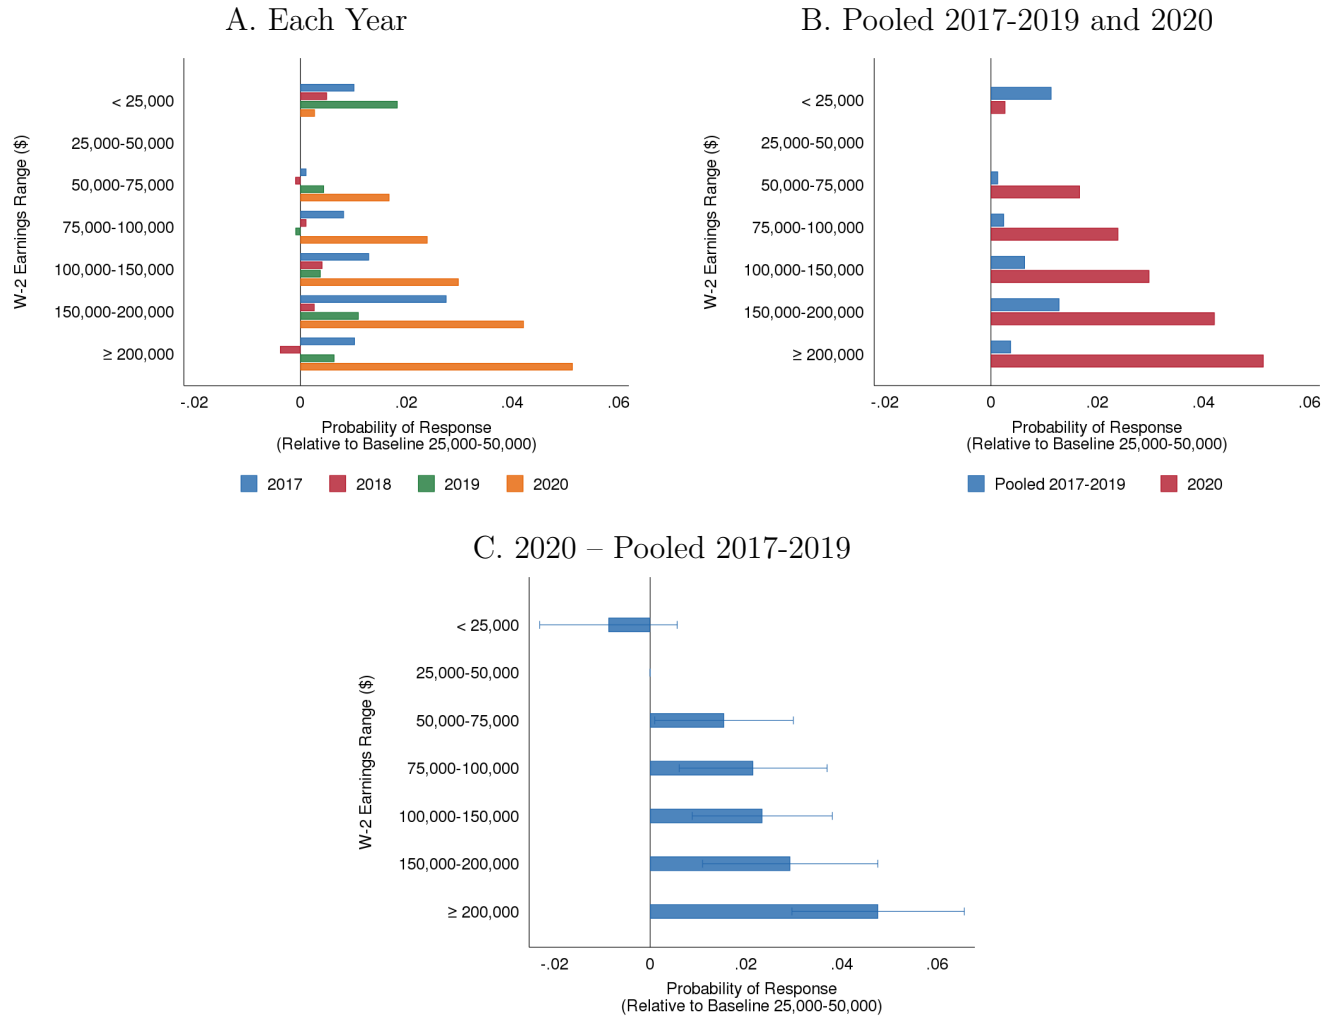 A. Each Year
W-2 Earnings Range ($)
< 25,000
25,000-50,000
50,000-75,000
75,000-100,000
100,000-150,000
150,000-200,000
≥ 200,000
-.02 0 .02 .04 .06
Probability of Response
(Relative to Baseline 25,000-50,000)
2017 2018 2019 2020
B. Pooled 2017-2019 and 2020
W-2 Earnings Range ($)
< 25,000
25,000-50,000
50,000-75,000
75,000-100,000
100,000-150,000
150,000-200,000
≥ 200,000
-.02 0 .02 .04 .06
Probability of Response
(Relative to Baseline 25,000-50,000)
Pooled 2017-2019 2020
C. 2020 – Pooled 2017-2019
W-2 Earnings Range ($)
< 25,000
25,000-50,000
50,000-75,000
75,000-100,000
100,000-150,000
150,000-200,000
≥ 200,000
-.02 0 .02 .04 .06
Probability of Response
(Relative to Baseline 25,000-50,000)